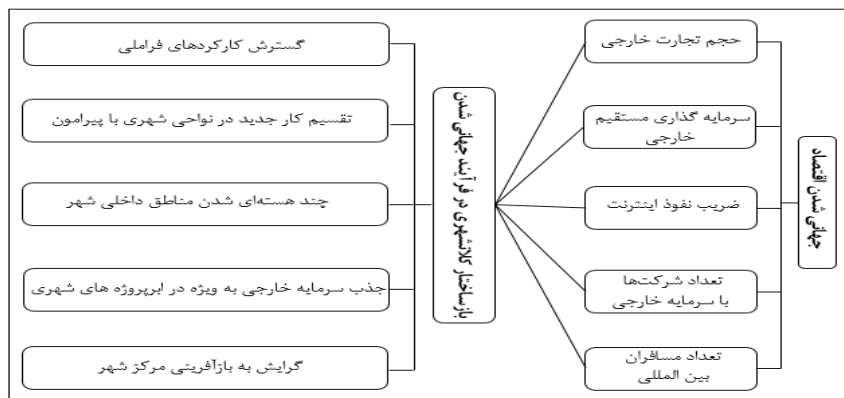 جهانی شدن اقتصاد
حجم تجارت خارجی
سرمایه گذاری مستقیم
خارجی
ضریب نفوذ اینترنت
تعداد شرکت‌ها
با سرمایه خارجی
تعداد مسافران
بین المللی
بازساختار کلانشهری در فرآیند جهانی شدن
گسترش کارکردهای فراملی
تقسیم کار جدید در نواحی شهری با پیرامون
چند هسته‌ای شدن مناطق داخلی شهر
جذب سرمایه خارجی به ویژه در ابرپروژه های شهری
گرایش به بازآفرینی مرکز شهر